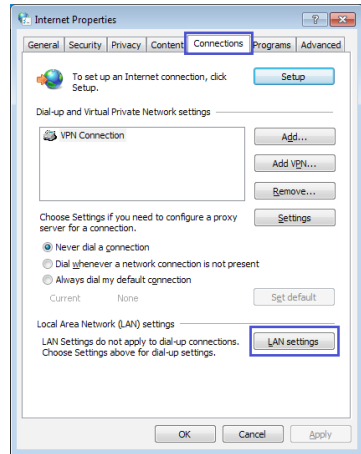 Internet Properties
General Security Privacy Content Connections Programs Advanced
To set up an Internet connection, click Setup
Setup.
Dial-up and Virtual Private Network settings
VPN Connection
Add...
Add VPN...
Remove...
Choose Settings if you need to configure a proxy Settings
server for a connection.
Never dial a connection
Dial whenever a network connection is not present
Always dial my default connection
Current None Set default
Local Area Network (LAN) settings
LAN Settings do not apply to dial-up connections. LAN settings
Choose Settings above for dial-up settings.
OK Cancel Apply